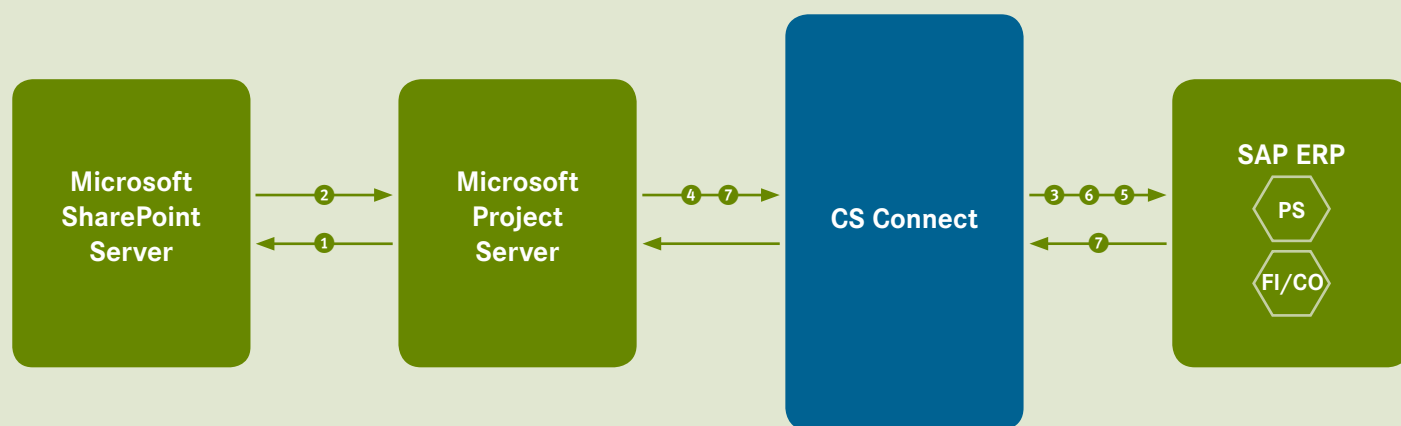 Microsoft
SharePoint
Server
2
1
Microsoft
Project
Server
4 7
CS Connect
3 6 5
7
SAP ERP
PS
FI/CO